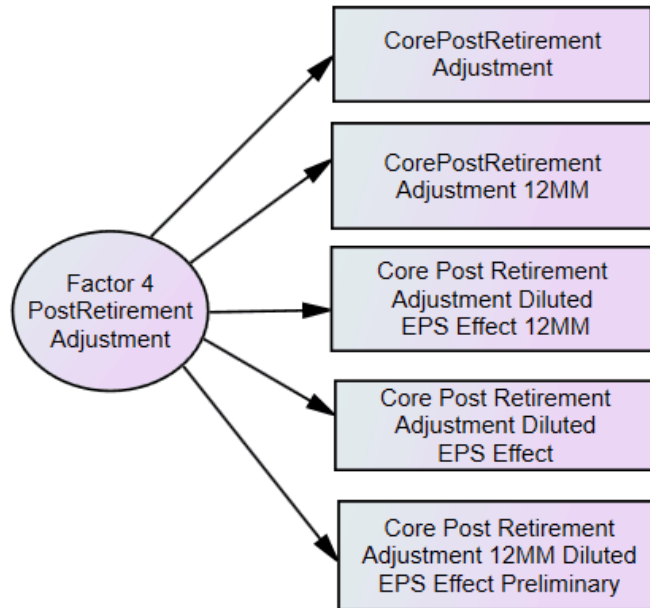 CorePostRetirement
Adjustment
CorePostRetirement
Adjustment 12MM
Factor 4
PostRetirement
Adjustment
Core Post Retirement
Adjustment Diluted
EPS Effect 12MM
Core Post Retirement
Adjustment Diluted
EPS Effect
Core Post Retirement
Adjustment 12MM Diluted
EPS Effect Preliminary